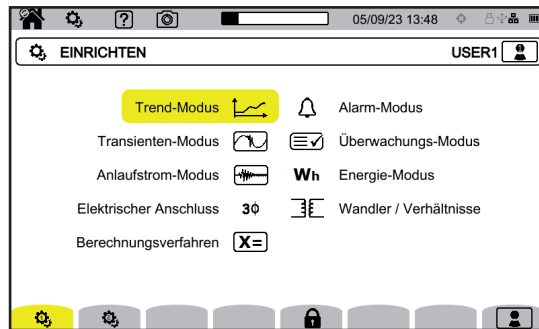 05/09/23 13:48
EINRICHTEN
USER1
Trend-Modus
Alarm-Modus
Transienten-Modus
Überwachungs-Modus
Anlaufstrom-Modus
Wh Energie-Modus
Elektrischer Anschluss 3ϕ
Wandler / Verhältnisse
Berechnungsverfahren X=